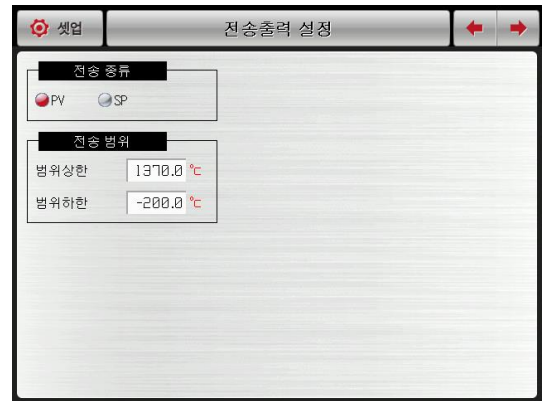 셋업 전송출력 설정
전송 종류
PV SP
전송 범위
범위상한 1370.0 ℃
범위하한 -200.0 ℃